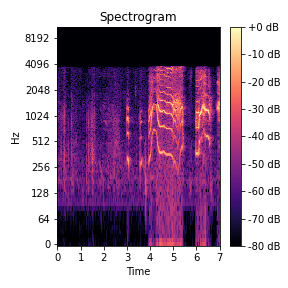 Spectrogram
8192
4096
2048
1024
512
256
128
64
0
Hz
0 1 2 3 4 5 6 7
Time
+0 dB
-10 dB
-20 dB
-30 dB
-40 dB
-50 dB
-60 dB
-70 dB
-80 dB